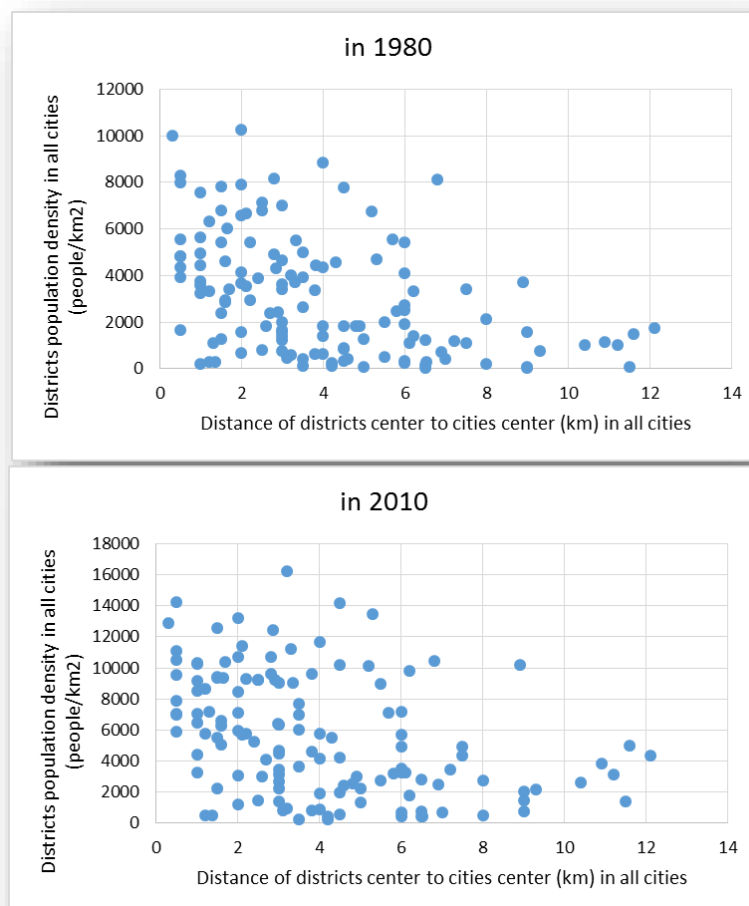 in 1980
Districts population density in all cities
(people/km2)
12000
10000
8000
6000
4000
2000
0
0 2 4 6 8 10 12 14
Distance of districts center to cities center (km) in all cities
in 2010
Districts population density in all cities
(people/km2)
18000
16000
14000
12000
10000
8000
6000
4000
2000
0
0 2 4 6 8 10 12 14
Distance of districts center to cities center (km) in all cities